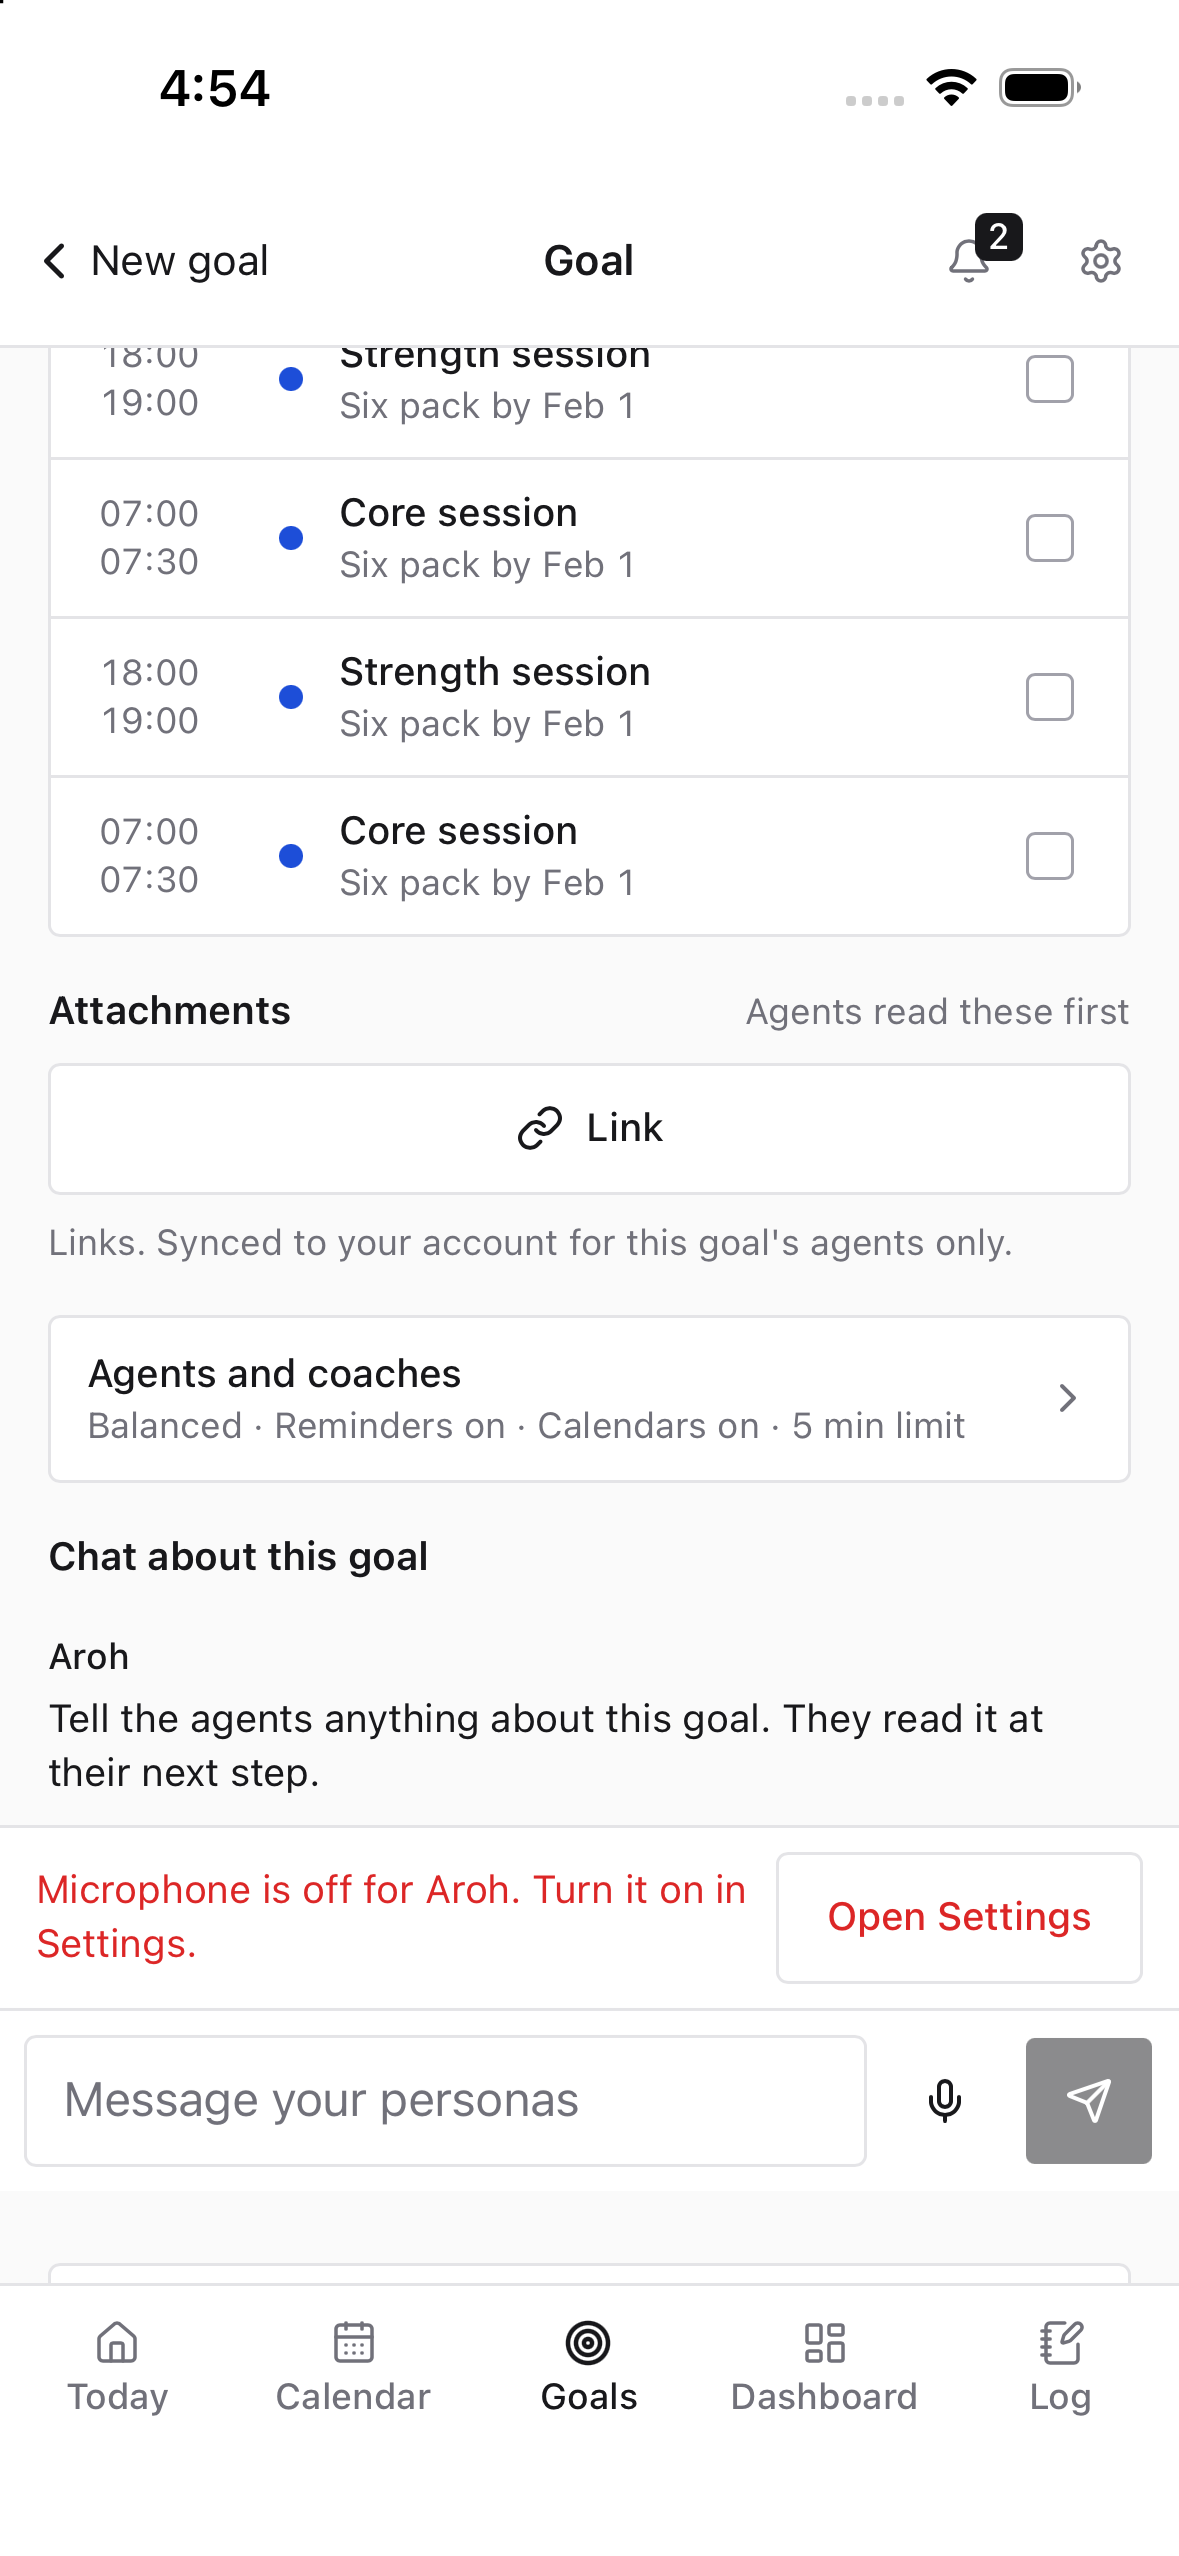 4:54
New goal
Goal
2
18:00
Strength session
19:00
Six pack by Feb 1
07:00
Core session
07:30
Six pack by Feb 1
18:00
Strength session
19:00
Six pack by Feb 1
07:00
Core session
07:30
Six pack by Feb 1
Attachments
Agents read these first
Link
Links. Synced to your account for this goal's agents only.
Agents and coaches
Balanced · Reminders on · Calendars on · 5 min limit
Chat about this goal
Aroh
Tell the agents anything about this goal. They read it at
their next step.
Microphone is off for Aroh. Turn it on in
Settings.
Open Settings
Message your personas
Today
Calendar
Goals
Dashboard
Log